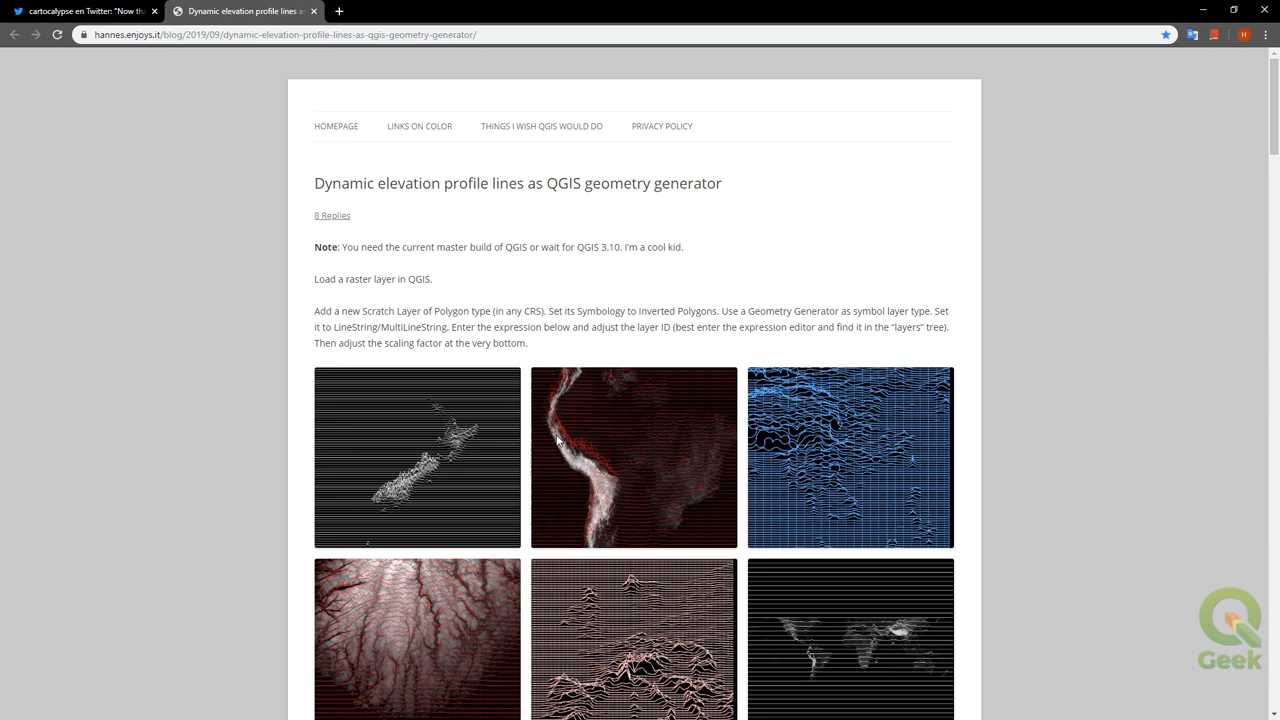 cartocalypse en Twitter: "Now th
Dynamic elevation profile lines as
hannes.enjoys.it/blog/2019/09/dynamic-elevation-profile-lines-as-qgis-geometry-generator/
H
HOMEPAGE LINKS ON COLOR THINGS I WISH QGIS WOULD DO PRIVACY POLICY
Dynamic elevation profile lines as QGIS geometry generator
8 Replies
Note: You need the current master build of QGIS or wait for QGIS 3.10. I'm a cool kid.
Load a raster layer in QGIS.
Add a new Scratch Layer of Polygon type (in any CRS). Set its Symbology to Inverted Polygons. Use a Geometry Generator as symbol layer type. Set
it to LineString/MultiLineString. Enter the expression below and adjust the layer ID (best enter the expression editor and find it in the “layers” tree).
Then adjust the scaling factor at the very bottom.
Geek